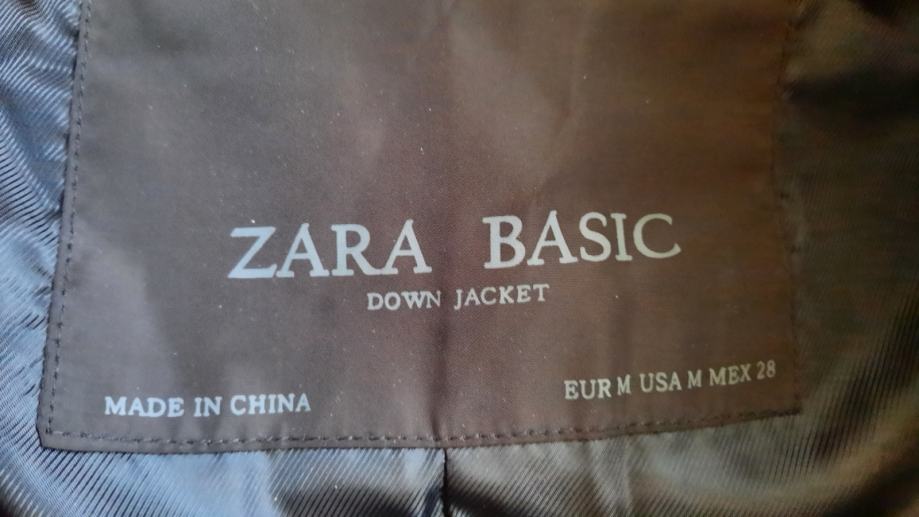 ZARA BASIC
DOWN JACKET
MADE IN CHINA
EUR M USA M MEX 28